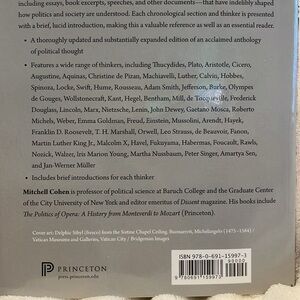 including essays, book excerpts, speeches, and other documents—that have indelibly shaped
how politics and society are understood. Each chronological section and thinker is presented
with a brief, lucid introduction, making this a valuable reference as well as an essential reader.
• A thoroughly updated and substantially expanded edition of an acclaimed anthology
of political thought
• Features a wide range of thinkers, including Thucydides, Plato, Aristotle, Cicero,
Augustine, Aquinas, Christine de Pizan, Machiavelli, Luther, Calvin, Hobbes,
Spinoza, Locke, Swift, Hume, Rousseau, Adam Smith, Jefferson, Burke, Olympes
de Gouges, Wollstonecraft, Kant, Hegel, Bentham, Mill, de Tocqueville, Frederick
Douglass, Lincoln, Marx, Nietzsche, Lenin, John Dewey, Gaetano Mosca, Roberto
Michels, Weber, Emma Goldman, Freud, Einstein, Mussolini, Arendt, Hayek,
Franklin D. Roosevelt, T. H. Marshall, Orwell, Leo Strauss, de Beauvoir, Fanon,
Martin Luther King Jr., Malcolm X, Havel, Fukuyama, Habermas, Foucault, Rawls,
Nozick, Walzer, Iris Marion Young, Martha Nussbaum, Peter Singer, Amartya Sen,
and Jan-Werner Müller
• Includes brief introductions for each thinker
Mitchell Cohen is professor of political science at Baruch College and the Graduate Center
of the City University of New York and editor emeritus of Dissent magazine. His books include
The Politics of Opera: A History from Monteverdi to Mozart (Princeton).
Cover art: Delphic Sibyl (fresco) from the Sistine Chapel Ceiling, Buonarroti, Michelangelo (1475–1564) /
Vatican Museums and Galleries, Vatican City / Bridgeman Images
PRINCETON
ISBN 978-0-691-15997-3
90000
9 780691 159973